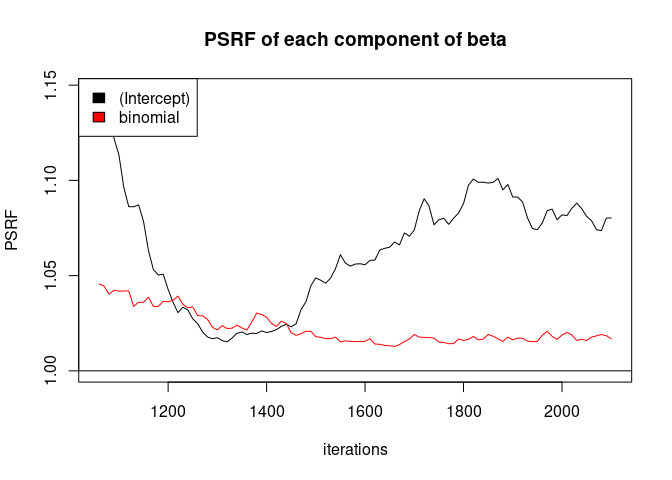 PSRF of each component of beta
(Intercept)
binomial
PSRF
1.15
1.10
1.05
1.00
1200 1400 1600 1800 2000
iterations